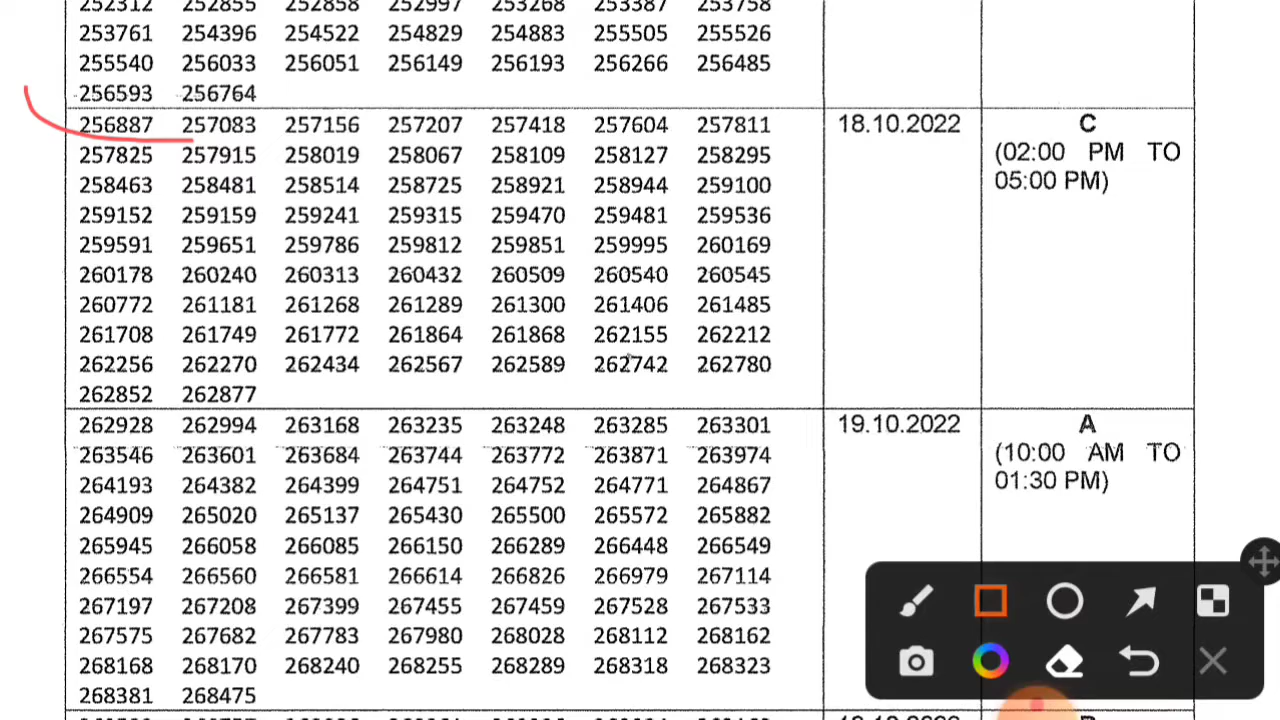 252312 252855 252858 252997 253268 253387 253758
253761 254396 254522 254829 254883 255505 255526
255540 256033 256051 256149 256193 256266 256485
256593 256764
256887 257083 257156 257207 257418 257604 257811 18.10.2022 C
257825 257915 258019 258067 258109 258127 258295 (02:00 PM TO
258463 258481 258514 258725 258921 258944 259100 05:00 PM)
259152 259159 259241 259315 259470 259481 259536
259591 259651 259786 259812 259851 259995 260169
260178 260240 260313 260432 260509 260540 260545
260772 261181 261268 261289 261300 261406 261485
261708 261749 261772 261864 261868 262155 262212
262256 262270 262434 262567 262589 262742 262780
262852 262877
262928 262994 263168 263235 263248 263285 263301 19.10.2022 A
263546 263601 263684 263744 263772 263871 263974 (10:00 AM TO
264193 264382 264399 264751 264752 264771 264867 01:30 PM)
264909 265020 265137 265430 265500 265572 265882
265945 266058 266085 266150 266289 266448 266549
266554 266560 266581 266614 266826 266979 267114
267197 267208 267399 267455 267459 267528 267533
267575 267682 267783 267980 268028 268112 268162
268168 268170 268240 268255 268289 268318 268323
268381 268475